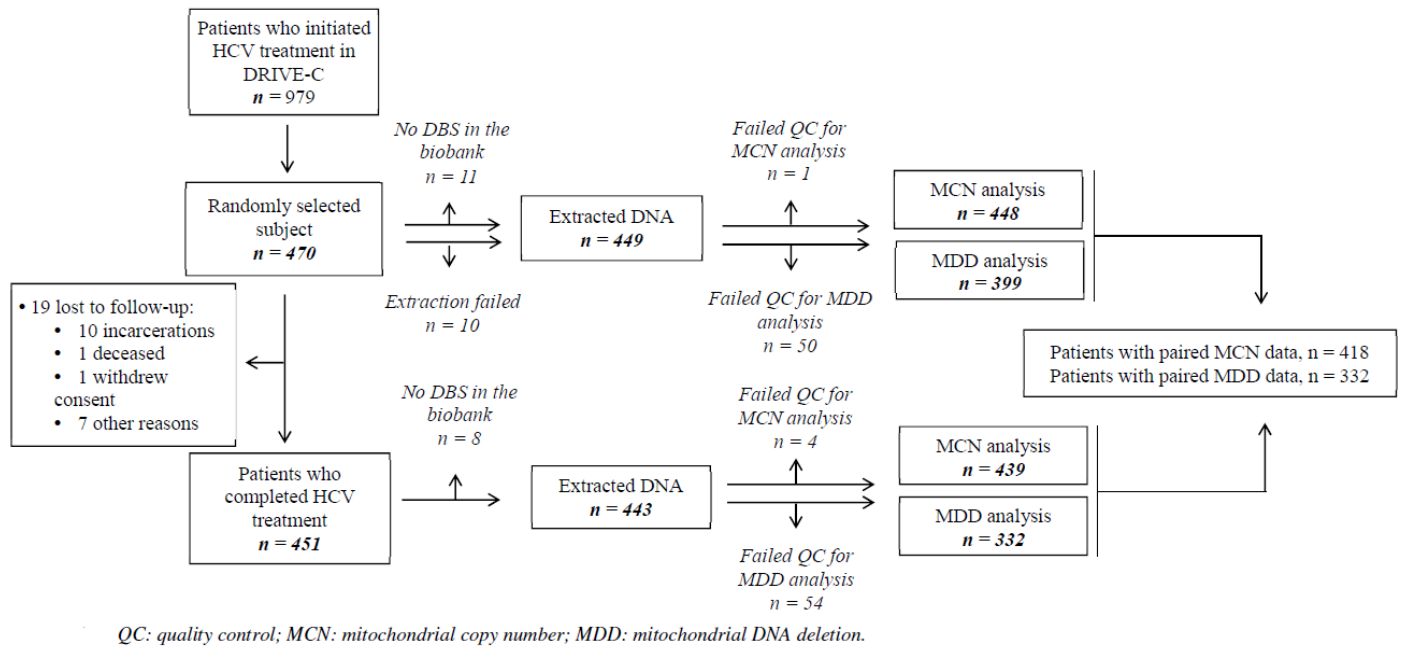 Patients who initiated
HCV treatment in
DRIVE-C
n = 979
No DBS in the
biobank
n = 11
Failed QC for
MCN analysis
n = 1
Randomly selected
subject
n = 470
Extracted DNA
n = 449
MCN analysis
n = 448
MDD analysis
n = 399
Extraction failed
n = 10
Failed QC for MDD
analysis
n = 50
• 19 lost to follow-up:
• 10 incarcerations
• 1 deceased
• 1 withdrew
consent
• 7 other reasons
Patients with paired MCN data, n = 418
Patients with paired MDD data, n = 332
No DBS in the
biobank
n = 8
Failed QC for
MCN analysis
n = 4
Patients who
completed HCV
treatment
n = 451
Extracted DNA
n = 443
MCN analysis
n = 439
MDD analysis
n = 332
Failed QC for
MDD analysis
n = 54
QC: quality control; MCN: mitochondrial copy number; MDD: mitochondrial DNA deletion.